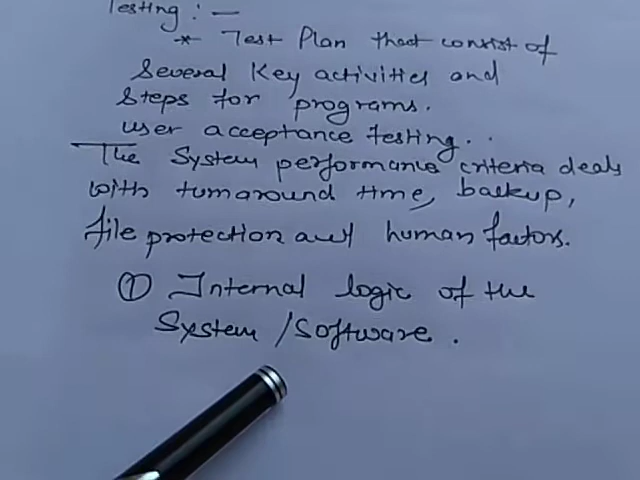 Testing : —
* Test Plan that consist of
Several Key activities and
Steps for programs.
user acceptance testing. .
The System performance criteria deals
with turnaround time, backup,
file protection and human factors.
① Internal logic of the
System / Software .